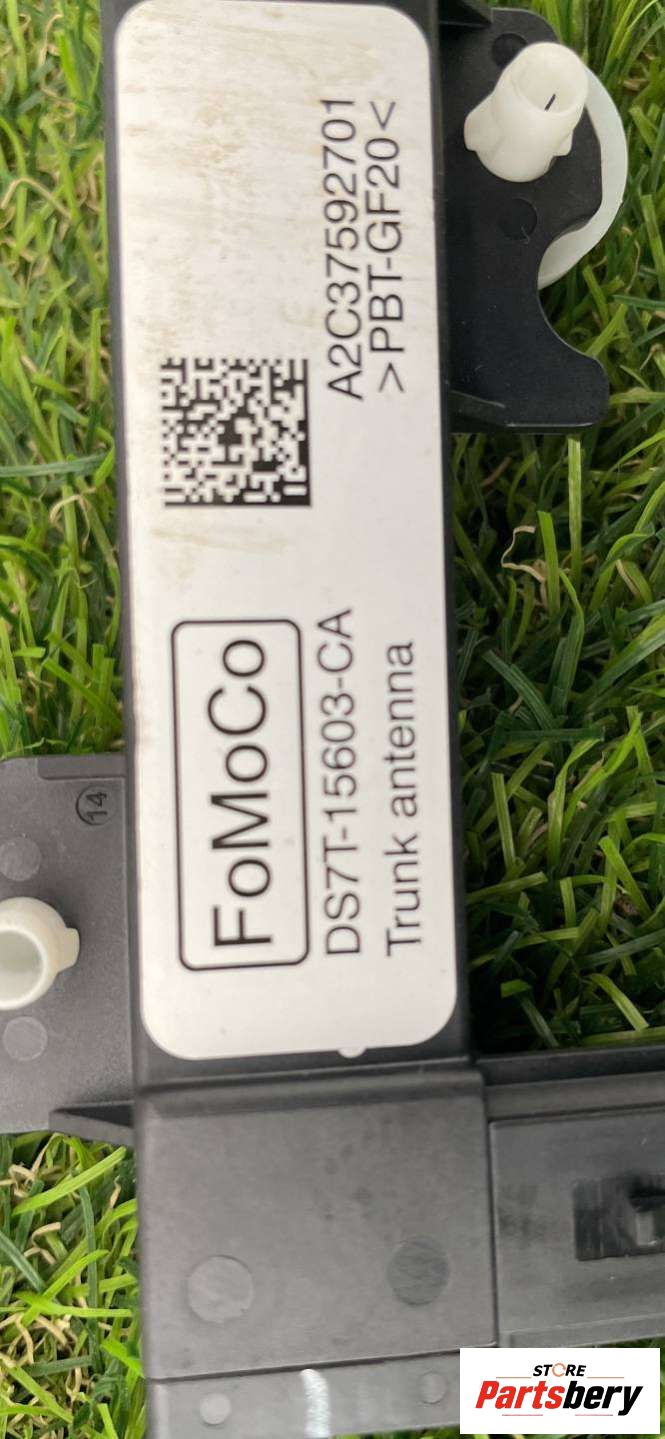 FoMoCo
DS7T-15603-CA
Trunk antenna
A2C37592701
>PBT-GF20<
14
STORE
Partsbery